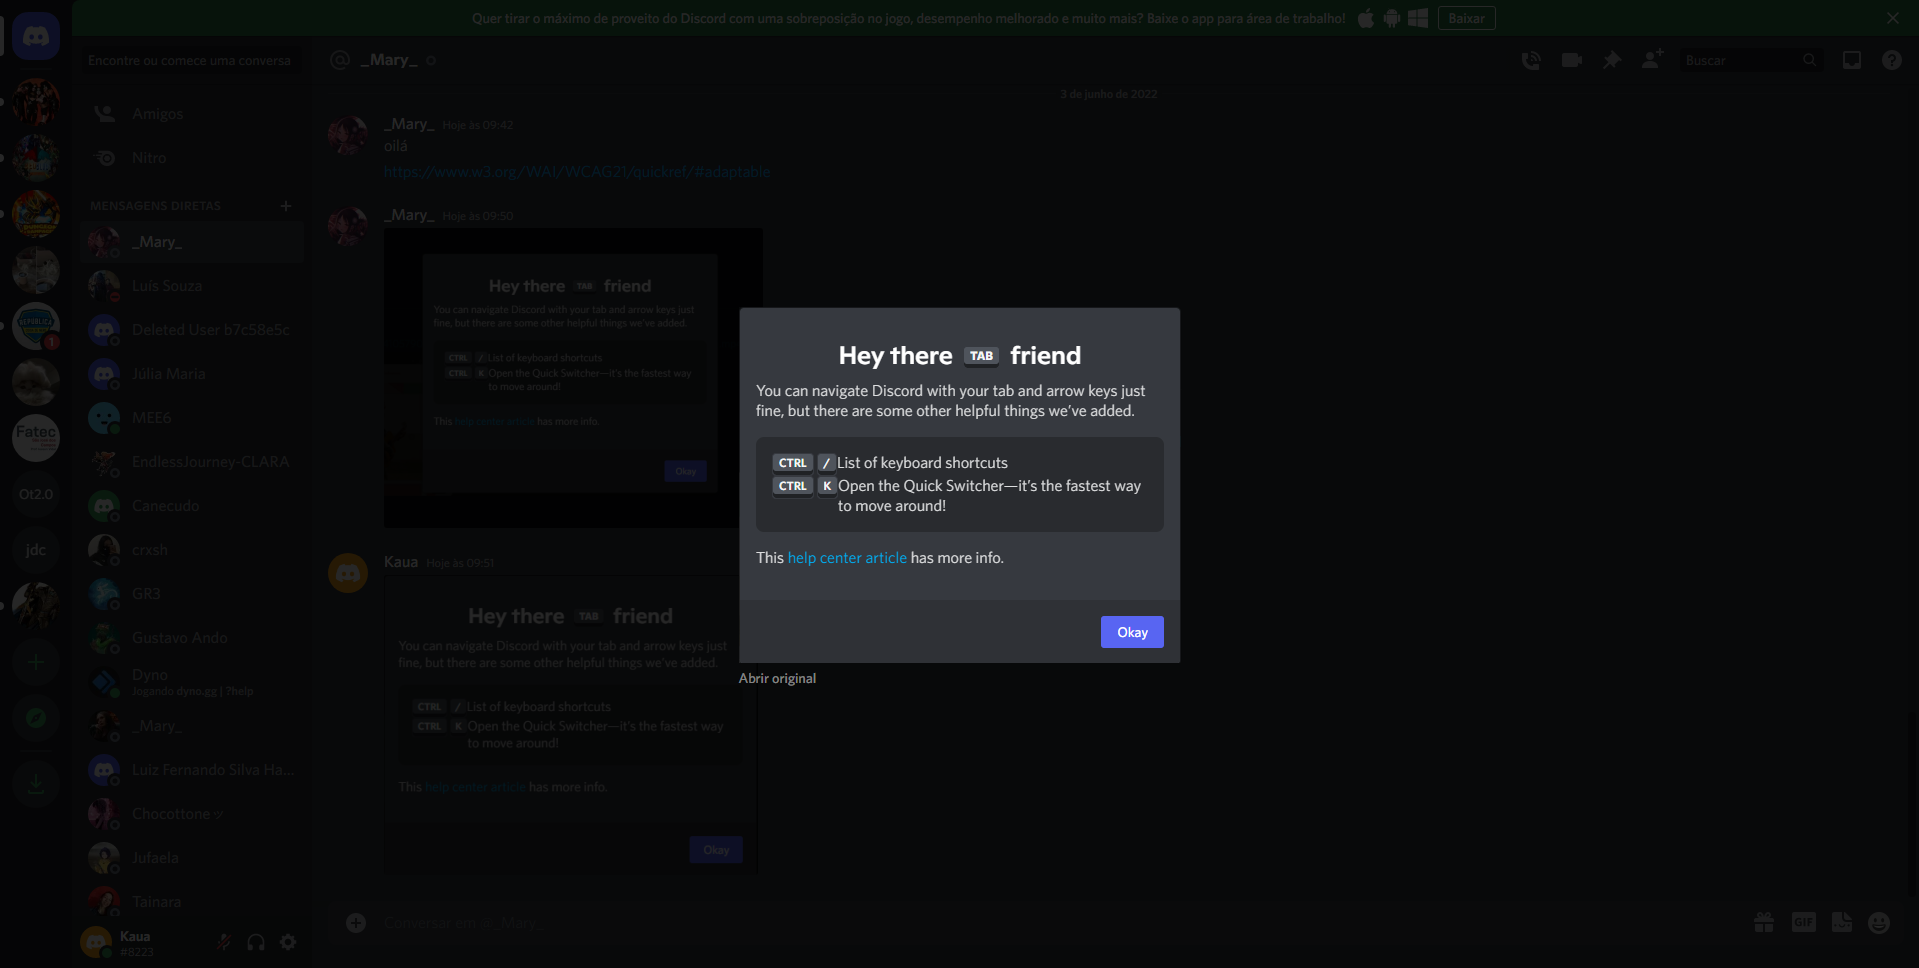 Quer tirar o máximo de proveito do Discord com uma sobreposição no jogo, desempenho melhorado e muito mais? Baixe o app para área de trabalho!
Baixar
Encontre ou comece uma conversa
_Mary_
Buscar
Amigos
Nitro
MENSAGENS DIRETAS
_Mary_
Luís Souza
Deleted User b7c58e5c
Júlia Maria
MEE6
EndlessJourney-CLARA
Canecudo
crxsh
GR3
Gustavo Ando
Dyno
Jogando dyno.gg | ?help
_Mary_
Luiz Fernando Silva Ha...
Chocottone
Jufaela
Tainara
Kaua
#8223
REPUBLICA
1
Fatec
Ot2.0
jdc
3 de junho de 2022
_Mary_ Hoje às 09:42
oilá
https://www.w3.org/WAI/WCAG21/quickref/#adaptable
_Mary_ Hoje às 09:50
Hey there TAB friend
You can navigate Discord with your tab and arrow keys just
fine, but there are some other helpful things we've added.
CTRL / List of keyboard shortcuts
CTRL K Open the Quick Switcher—it's the fastest way
to move around!
This help center article has more info.
Okay
Kaua Hoje às 09:51
Hey there TAB friend
You can navigate Discord with your tab and arrow keys just
fine, but there are some other helpful things we've added.
CTRL / List of keyboard shortcuts
CTRL K Open the Quick Switcher—it's the fastest way
to move around!
This help center article has more info.
Okay
Conversar em @_Mary_
GIF
Hey there TAB friend
You can navigate Discord with your tab and arrow keys just
fine, but there are some other helpful things we've added.
CTRL / List of keyboard shortcuts
CTRL K Open the Quick Switcher—it's the fastest way
to move around!
This help center article has more info.
Okay
Abrir original